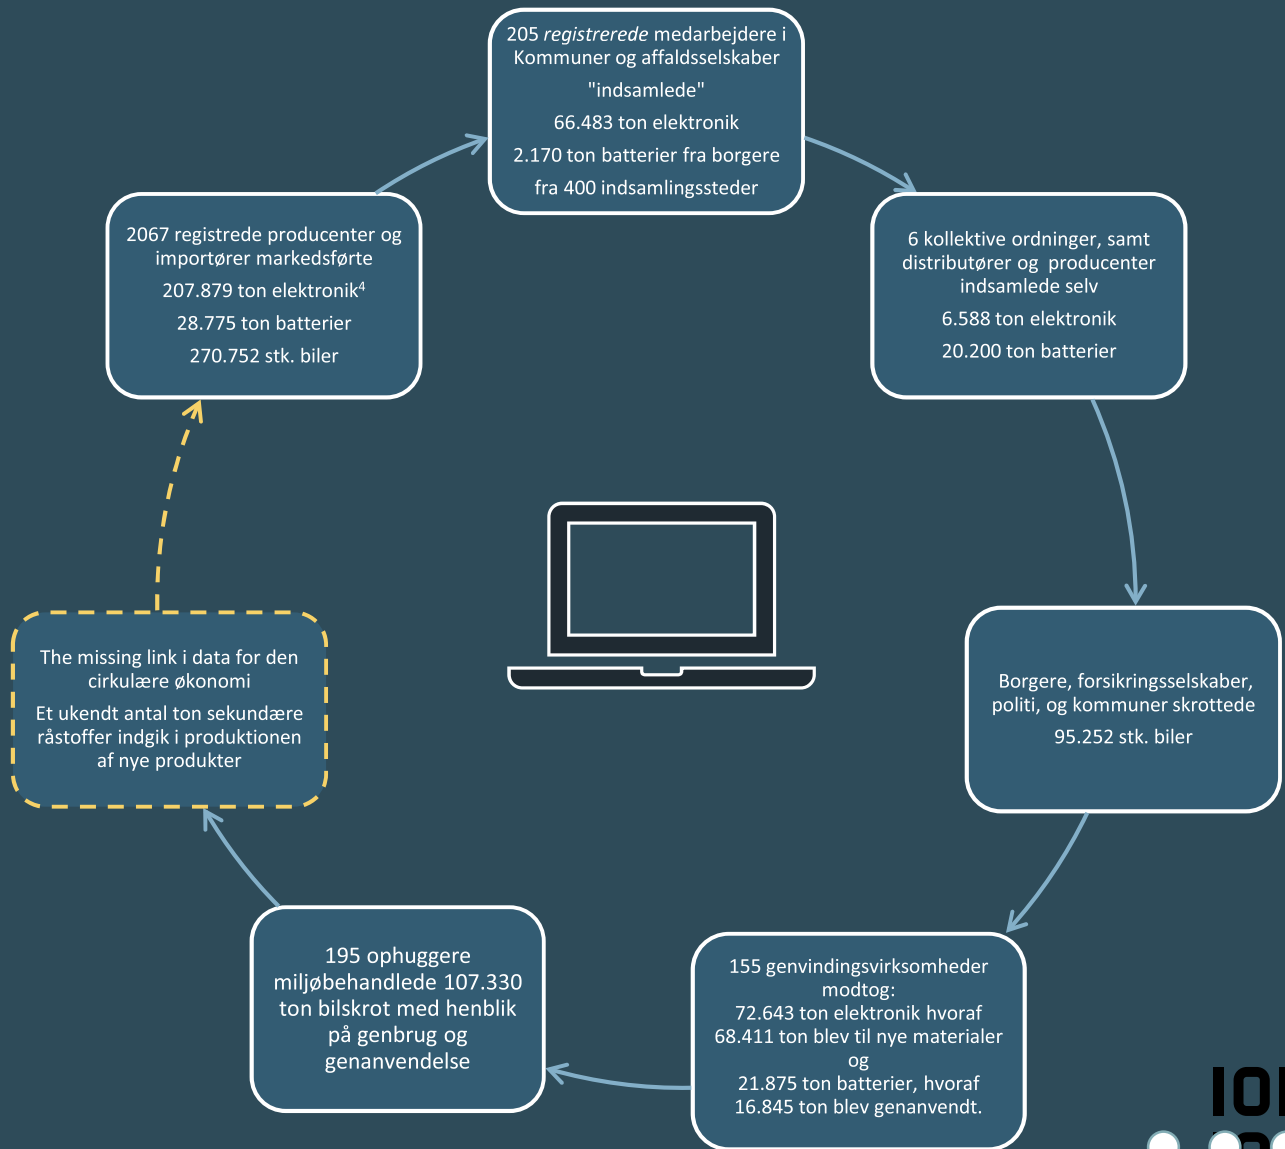 205 registrerede medarbejdere i
Kommuner og affaldsselskaber
"indsamlede"
66.483 ton elektronik
2.170 ton batterier fra borgere
fra 400 indsamlingssteder
6 kollektive ordninger, samt
distributører og producenter
indsamlede selv
6.588 ton elektronik
20.200 ton batterier
Borgere, forsikringsselskaber,
politi, og kommuner skrottede
95.252 stk. biler
155 genvindingsvirksomheder
modtog:
72.643 ton elektronik hvoraf
68.411 ton blev til nye materialer
og
21.875 ton batterier, hvoraf
16.845 ton blev genanvendt.
195 ophuggere
miljøbehandlede 107.330
ton bilskrot med henblik
på genbrug og
genanvendelse
The missing link i data for den
cirkulære økonomi
Et ukendt antal ton sekundære
råstoffer indgik i produktionen
af nye produkter
2067 registrede producenter og
importører markedsførte
207.879 ton elektronik⁴
28.775 ton batterier
270.752 stk. biler